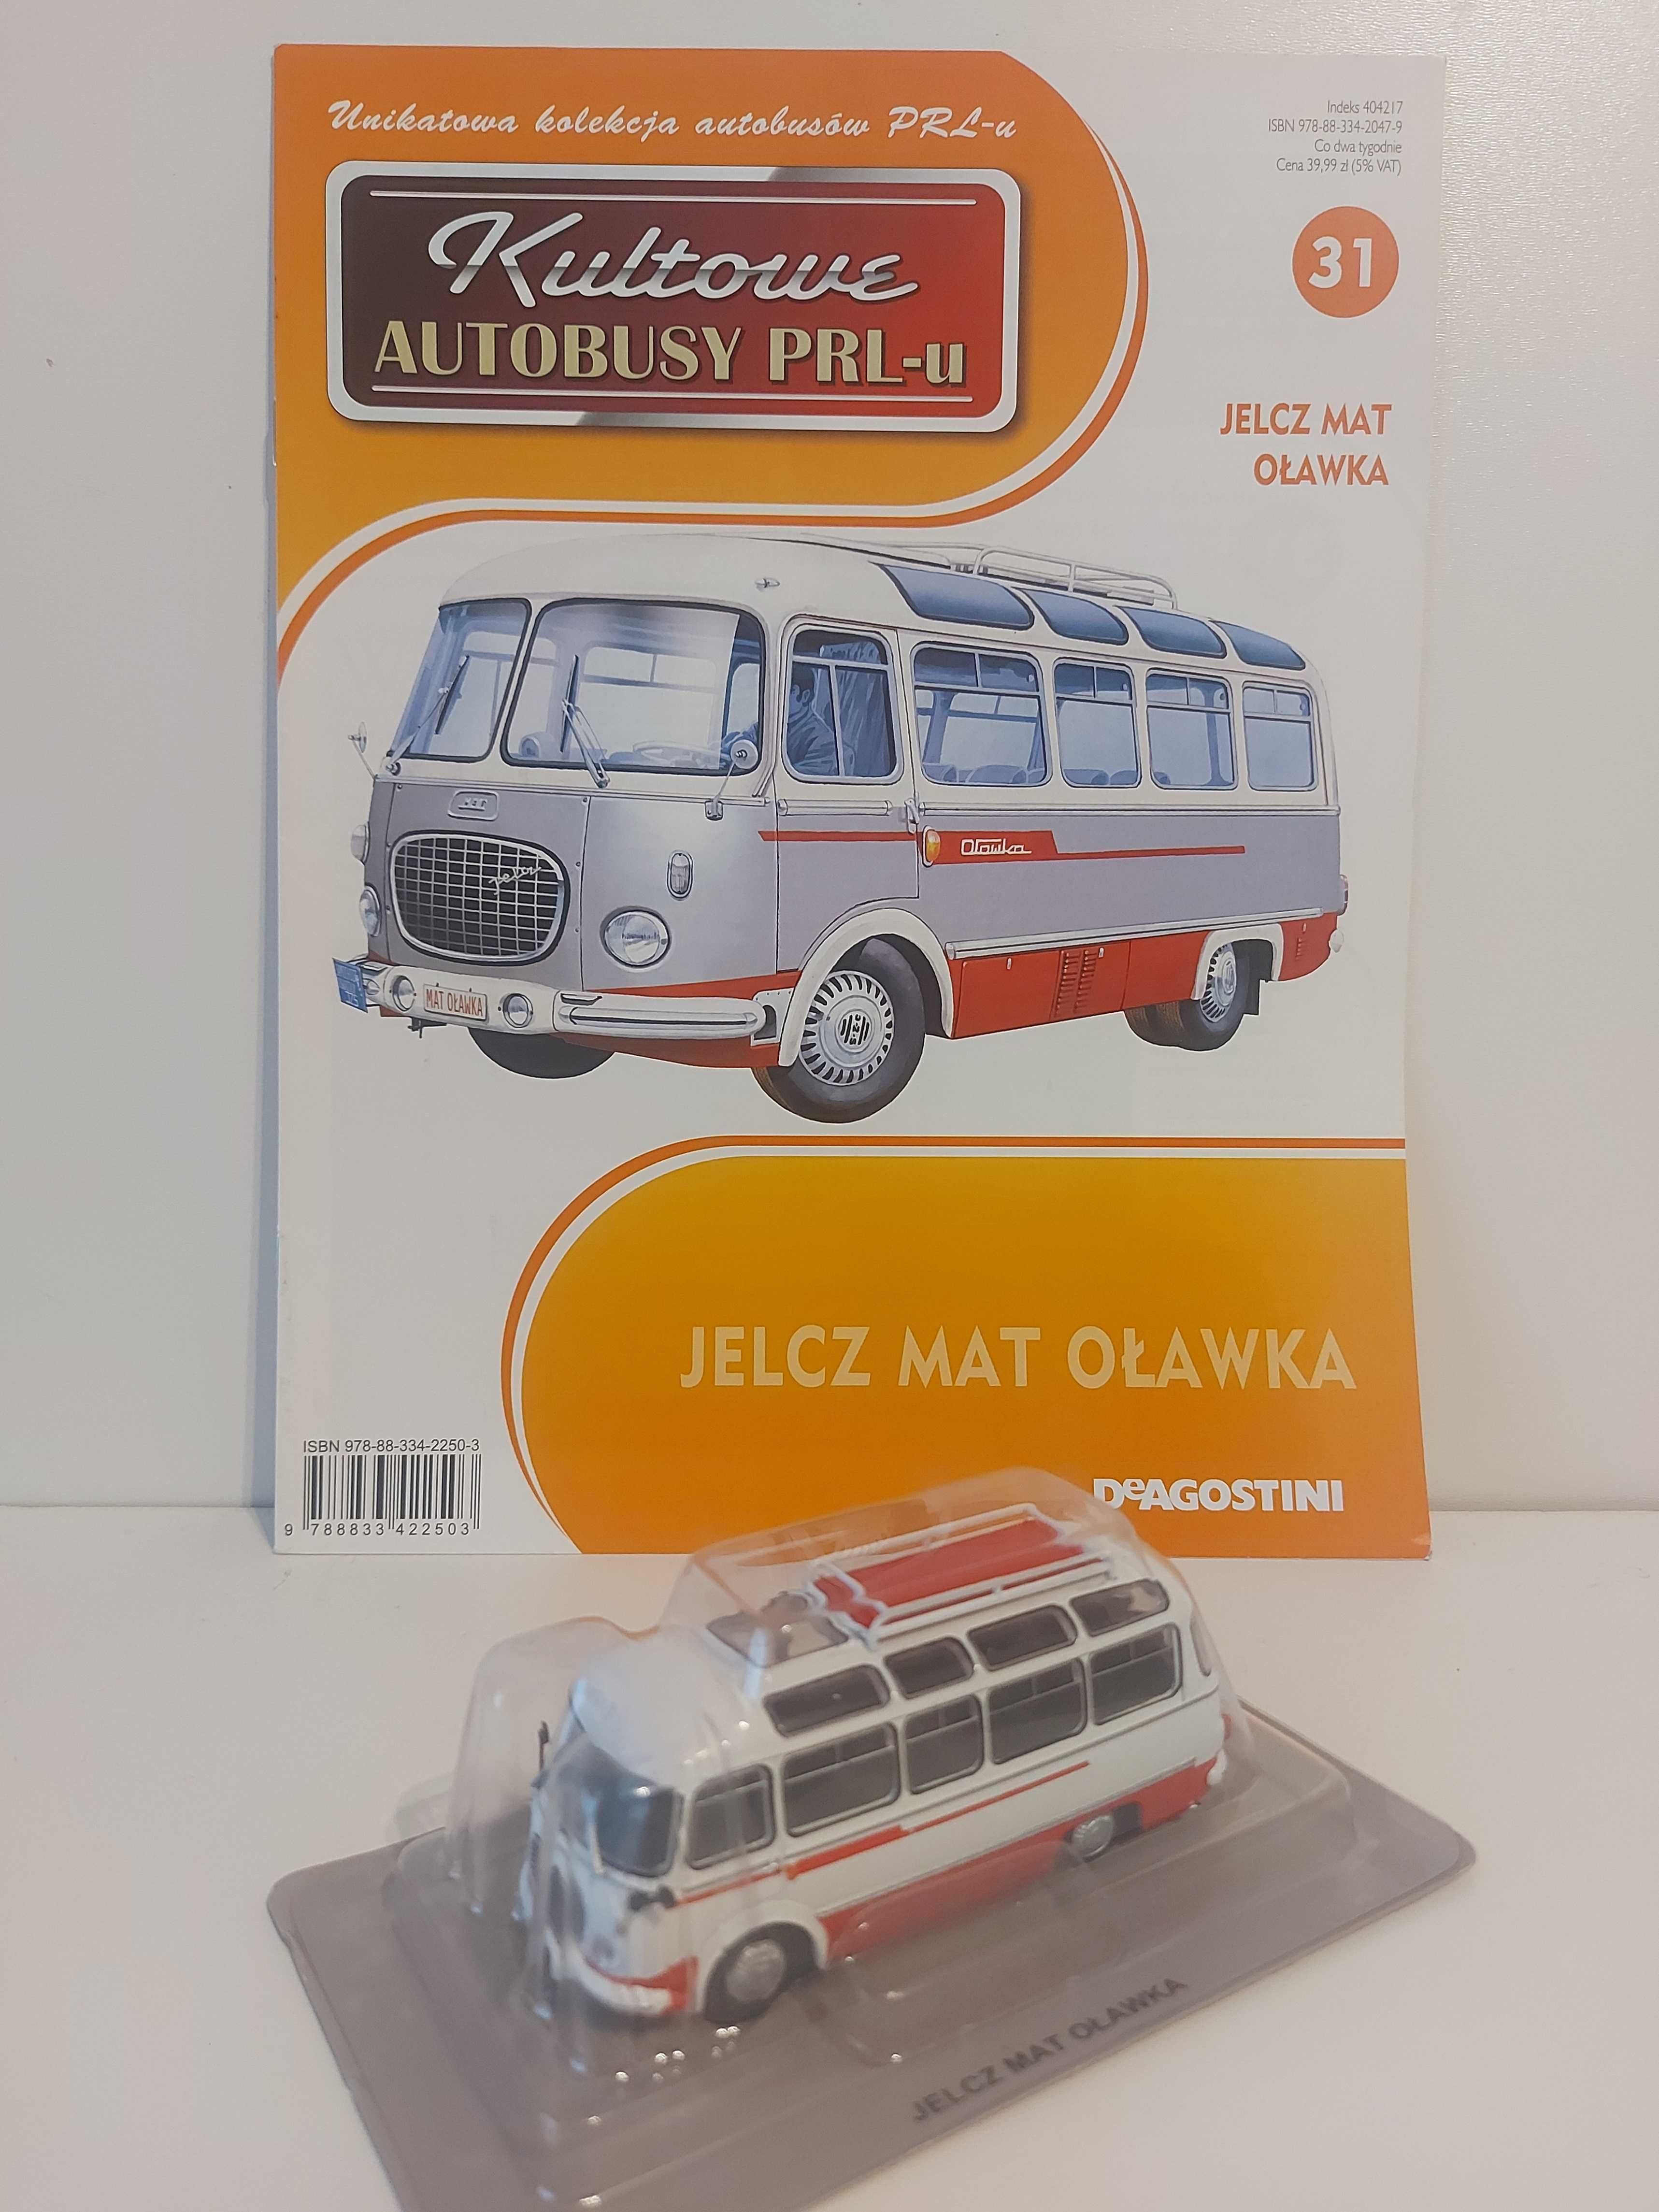 Unikatowa kolekcja autobusów PRL-u
Indeks 404217
ISBN 978-88-334-2047-9
Co dwa tygodnie
Cena 39,99 zł (5% VAT)
Kultowe
AUTOBUSY PRL-u
31
JELCZ MAT
OŁAWKA
Oławka
Jelcz
MAT OŁAWKA
JELCZ MAT OŁAWKA
ISBN 978-88-334-2250-3
9 788833 422503
DeAGOSTINI
JELCZ MAT OŁAWKA